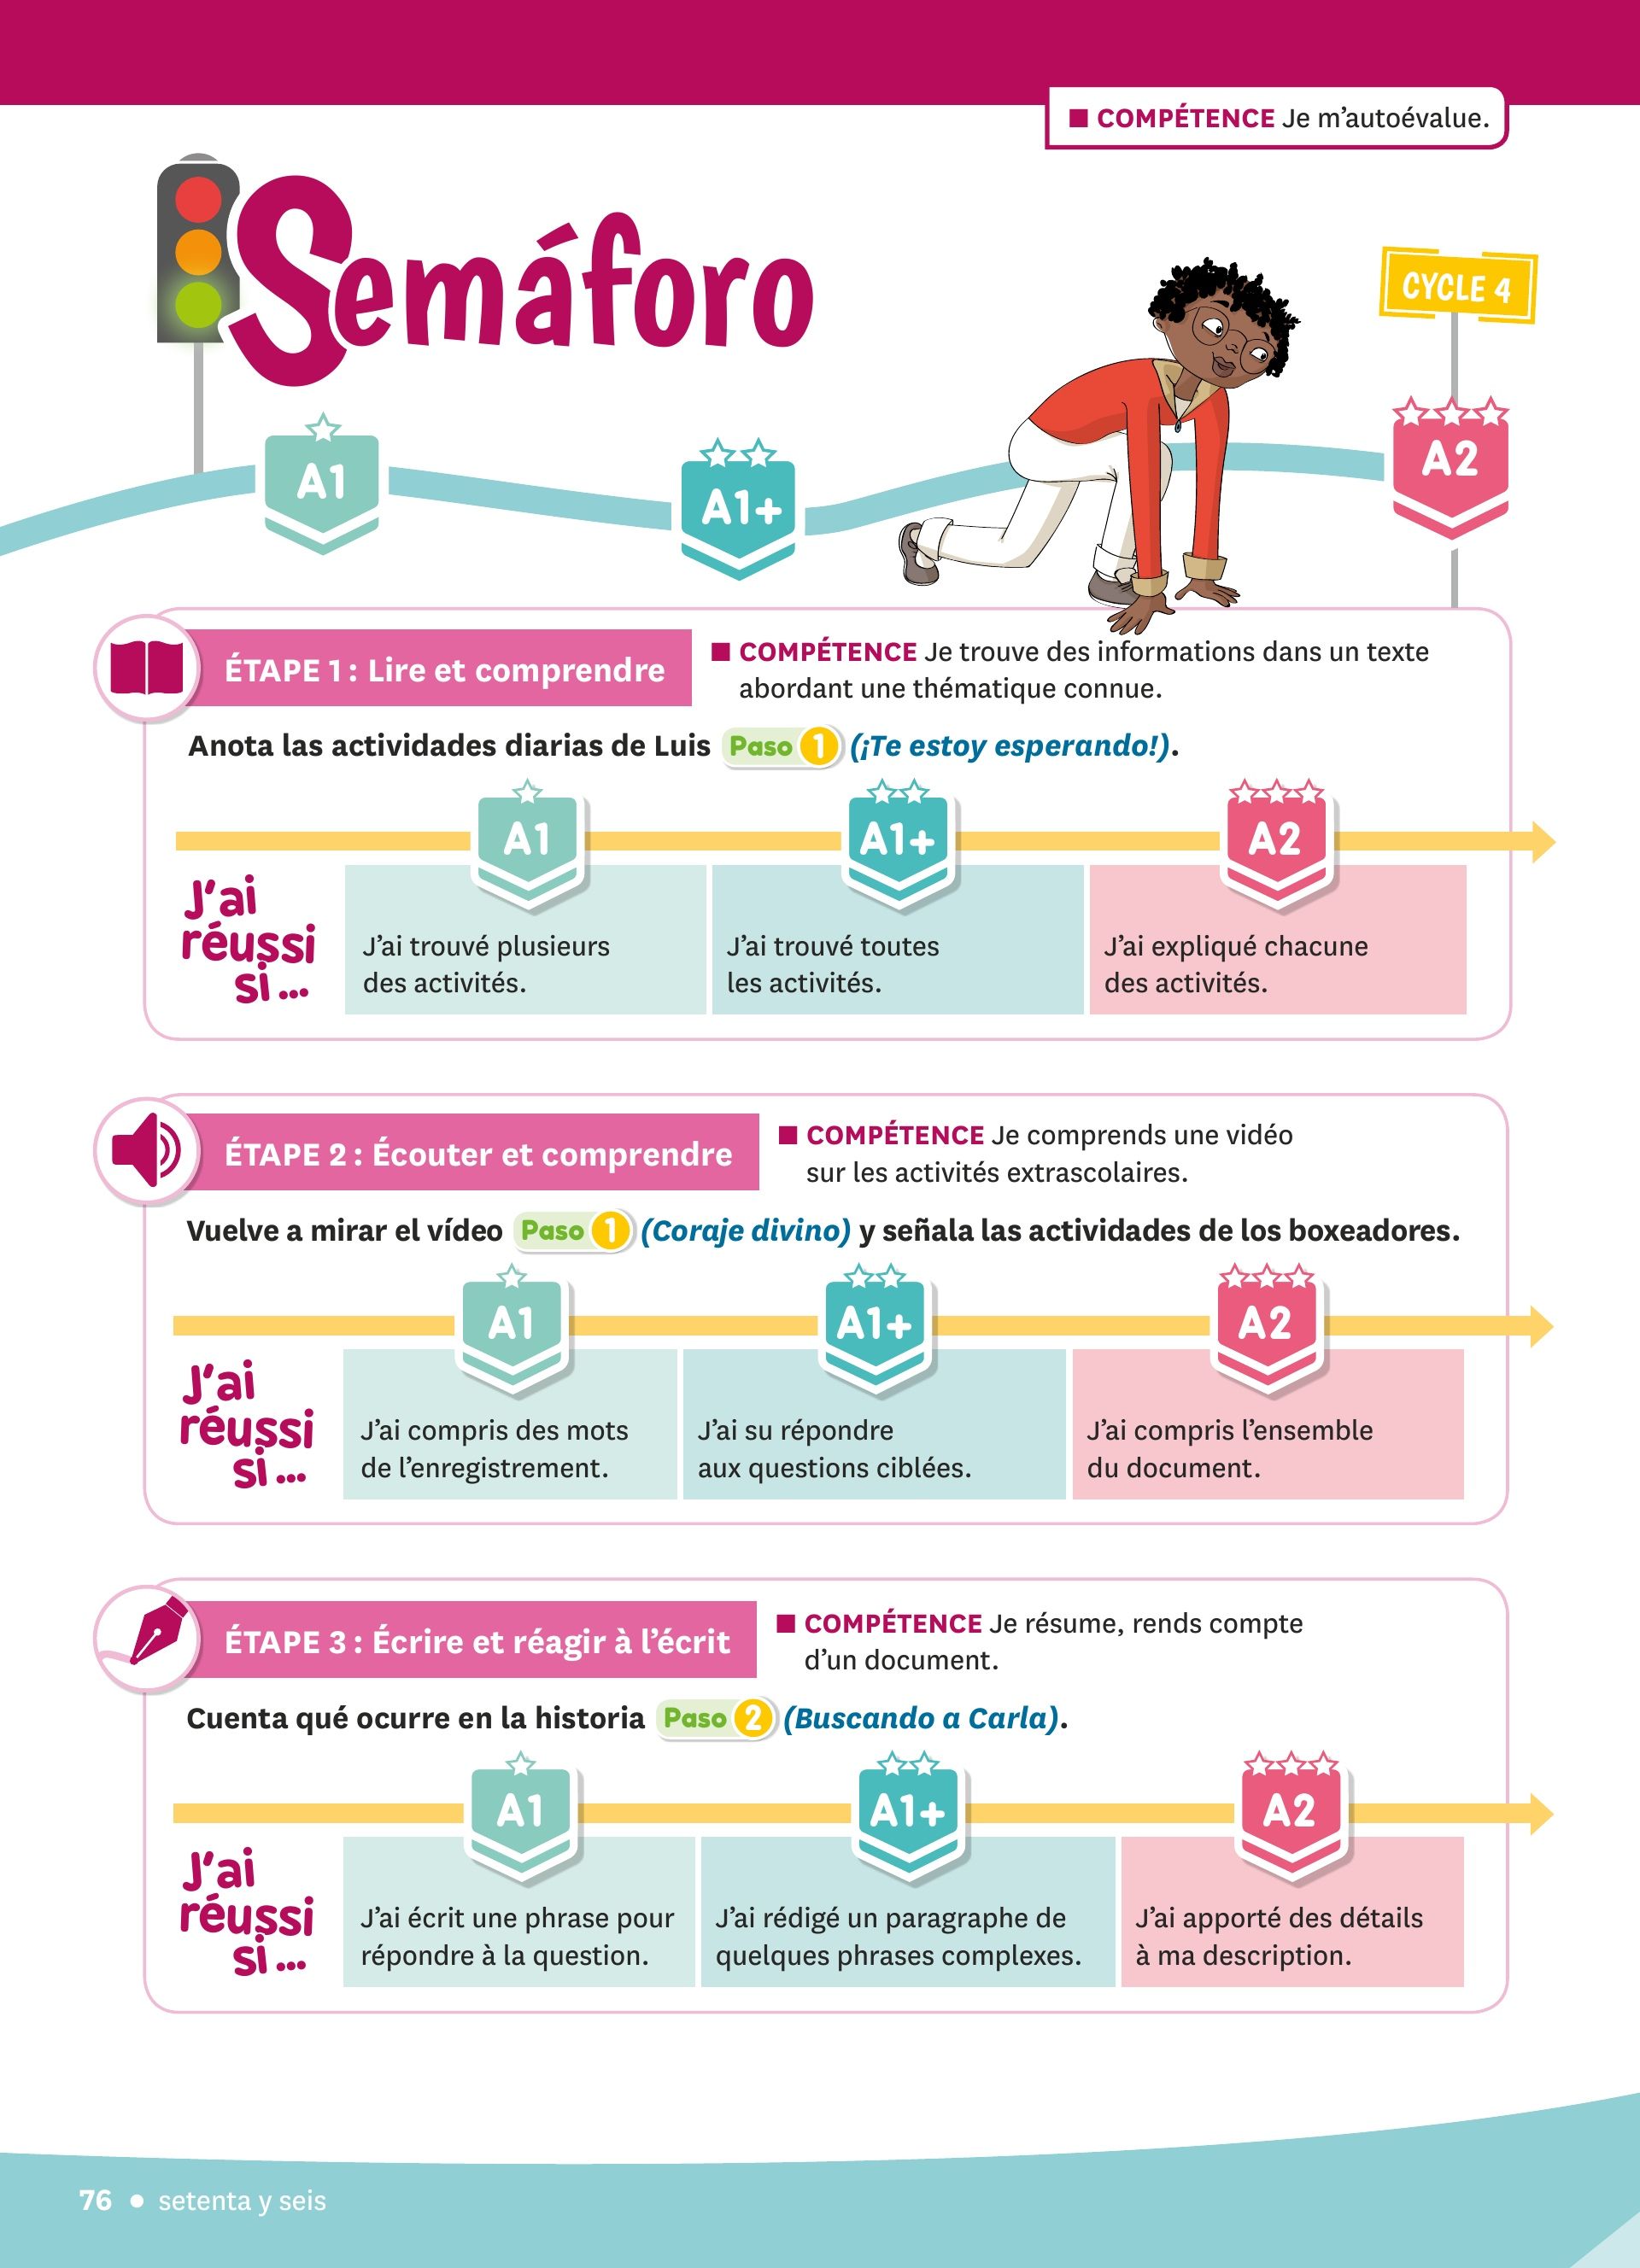 ■ COMPÉTENCE Je m'autoévalue.
Semáforo
CYCLE 4
A1
A1+
A2
ÉTAPE 1 : Lire et comprendre
■ COMPÉTENCE Je trouve des informations dans un texte
abordant une thématique connue.
Anota las actividades diarias de Luis Paso 1 (¡Te estoy esperando!).
A1
A1+
A2
J'ai
réussi
si ...
J'ai trouvé plusieurs
des activités.
J'ai trouvé toutes
les activités.
J'ai expliqué chacune
des activités.
ÉTAPE 2 : Écouter et comprendre
■ COMPÉTENCE Je comprends une vidéo
sur les activités extrascolaires.
Vuelve a mirar el vídeo Paso 1 (Coraje divino) y señala las actividades de los boxeadores.
A1
A1+
A2
J'ai
réussi
si ...
J'ai compris des mots
de l'enregistrement.
J'ai su répondre
aux questions ciblées.
J'ai compris l'ensemble
du document.
ÉTAPE 3 : Écrire et réagir à l'écrit
■ COMPÉTENCE Je résume, rends compte
d'un document.
Cuenta qué ocurre en la historia Paso 2 (Buscando a Carla).
A1
A1+
A2
J'ai
réussi
si ...
J'ai écrit une phrase pour
répondre à la question.
J'ai rédigé un paragraphe de
quelques phrases complexes.
J'ai apporté des détails
à ma description.
76 • setenta y seis